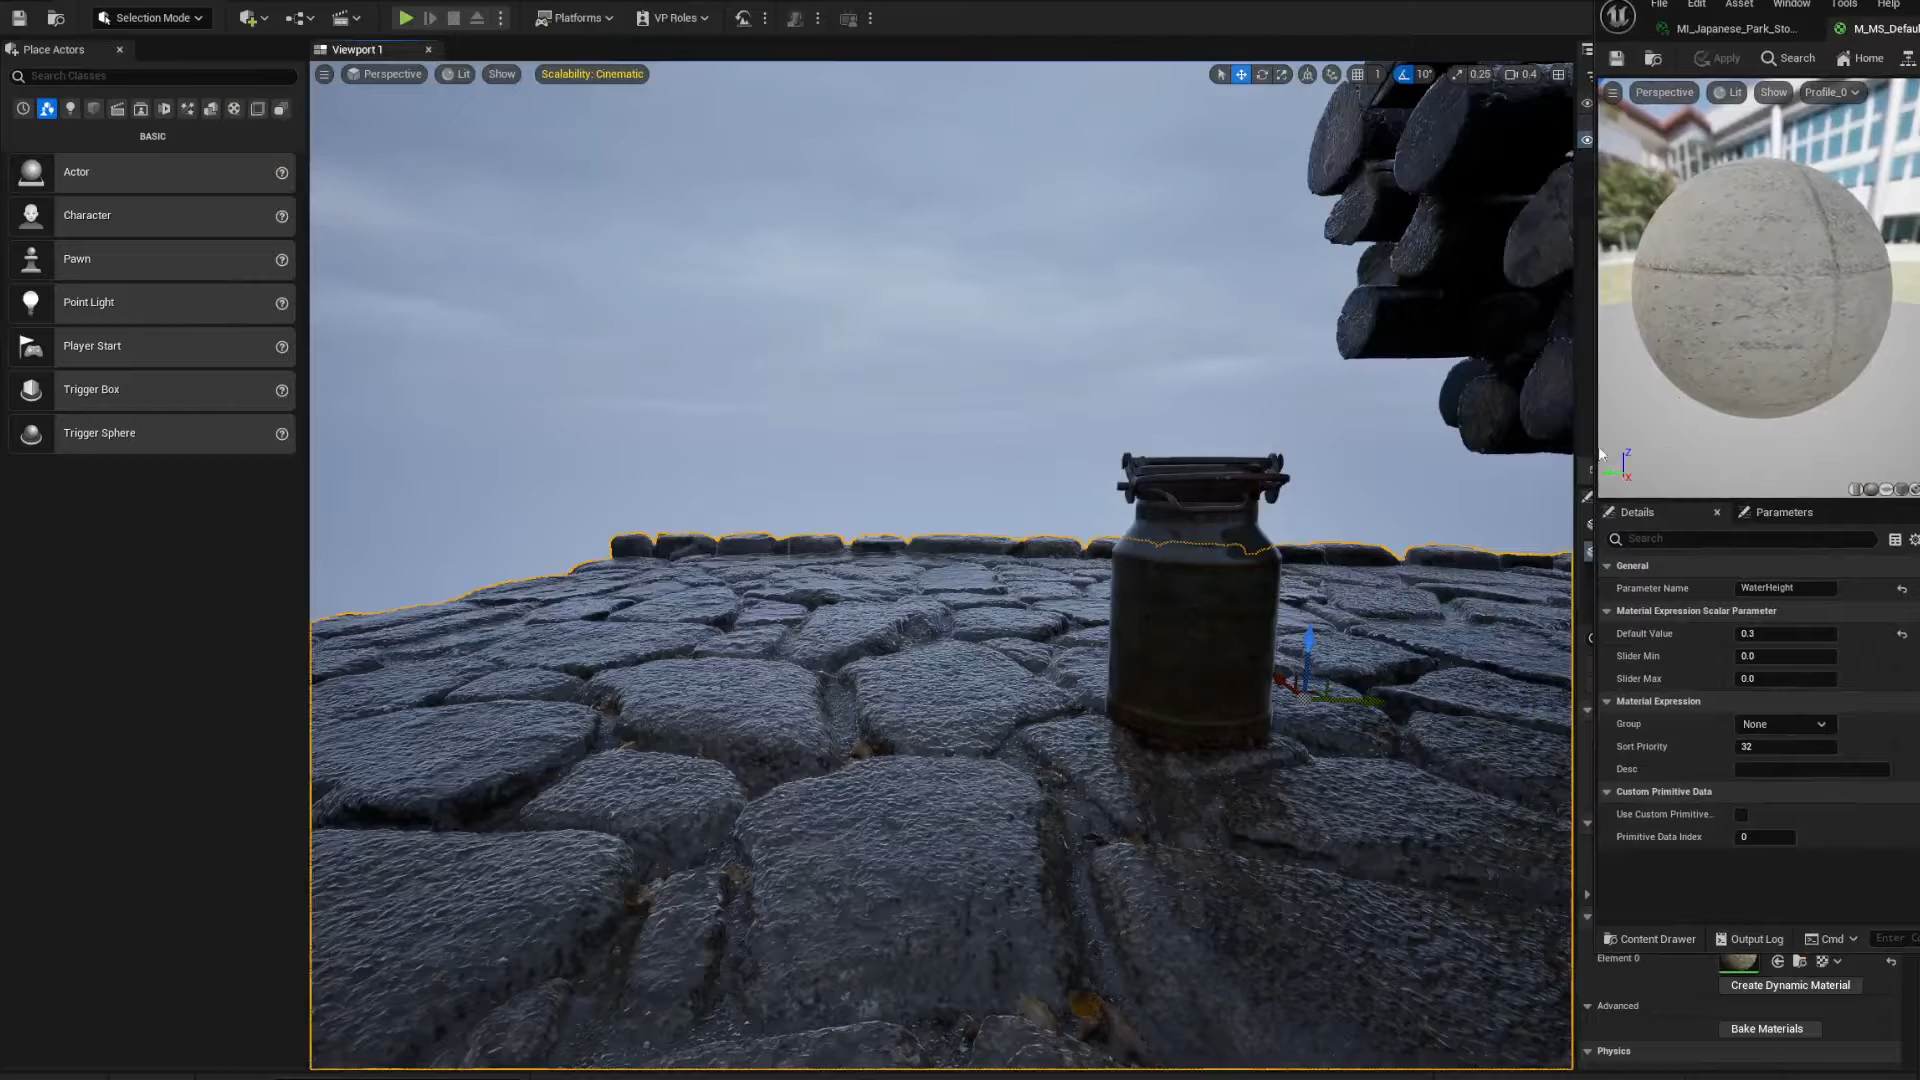 Selection Mode
Platforms
VP Roles
File Edit Asset Window Tools Help
MI_Japanese_Park_Sto...
M_MS_Defaul
Place Actors
Viewport 1
Apply
Search
Home
Search Classes
Perspective
Lit
Show
Scalability: Cinematic
1
10°
0.25
0.4
Perspective
Lit
Show
Profile_0
BASIC
Actor
Character
Pawn
Point Light
Player Start
Trigger Box
Trigger Sphere
Z
X
Details
Parameters
Search
General
Parameter Name WaterHeight
Material Expression Scalar Parameter
Default Value 0.3
Slider Min 0.0
Slider Max 0.0
Material Expression
Group None
Sort Priority 32
Desc
Custom Primitive Data
Use Custom Primitive..
Primitive Data Index 0
Content Drawer
Output Log
Cmd
Enter Co
Element 0
Create Dynamic Material
Advanced
Bake Materials
Physics